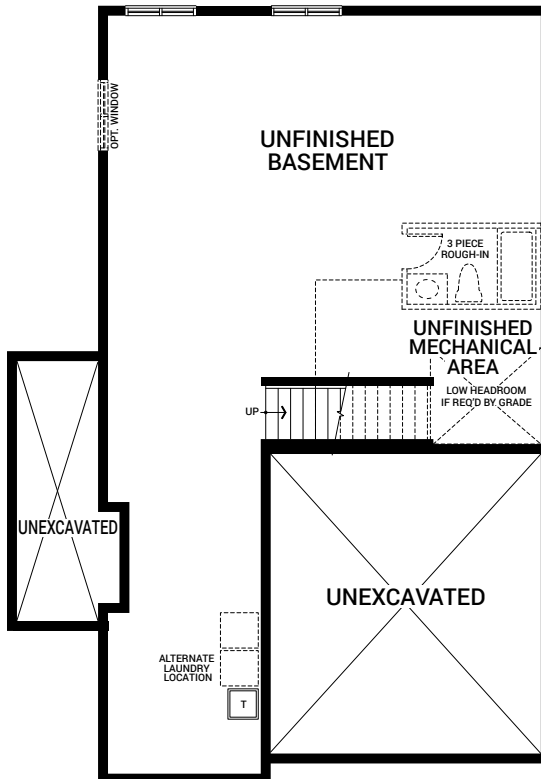 OPT. WINDOW
UNFINISHED
BASEMENT
3 PIECE
ROUGH-IN
UNFINISHED
MECHANICAL
AREA
LOW HEADROOM
IF REQ'D BY GRADE
UP
UNEXCAVATED
UNEXCAVATED
ALTERNATE
LAUNDRY
LOCATION
T